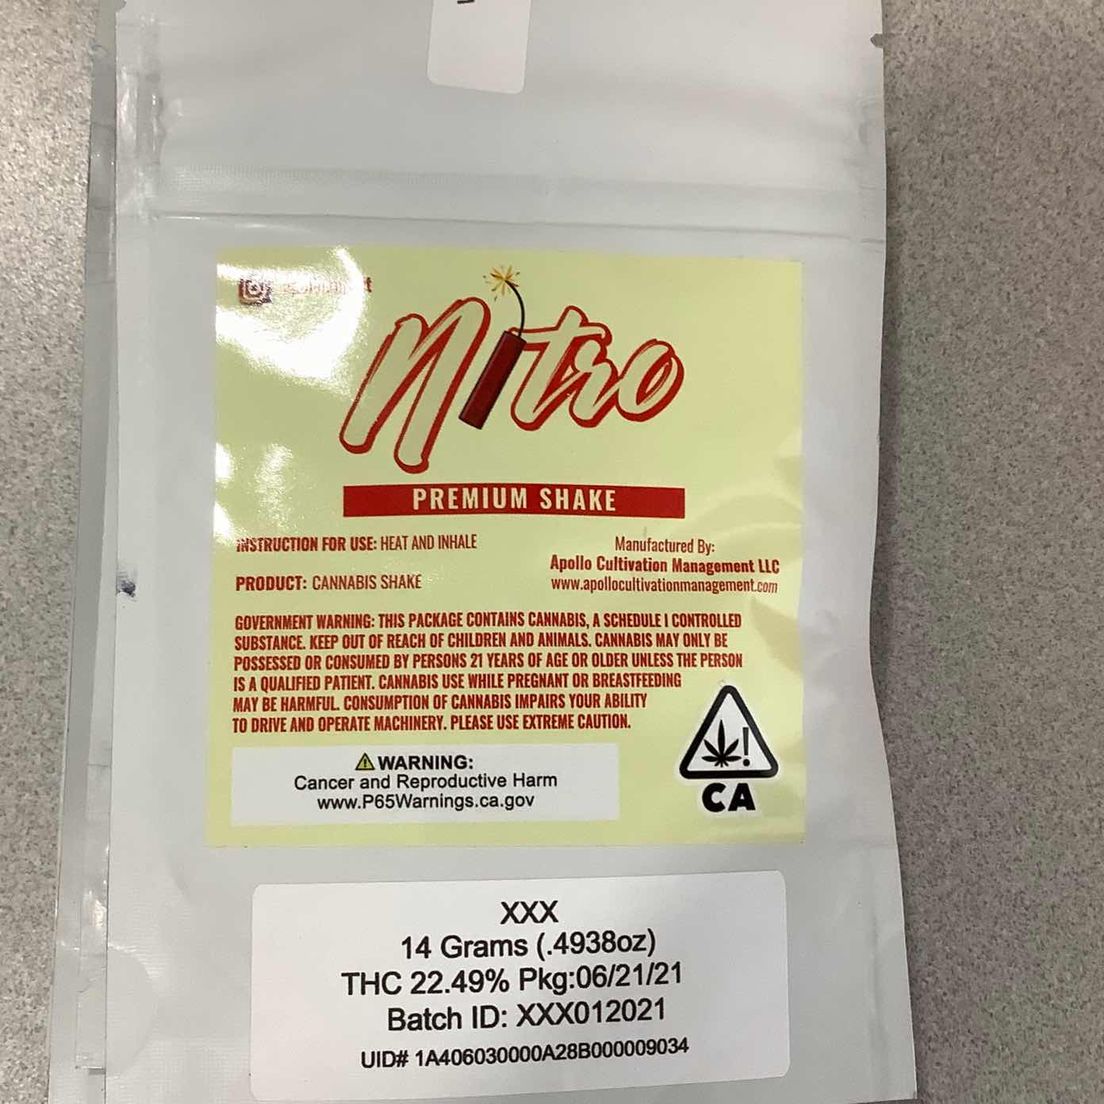 Nitro
PREMIUM SHAKE
INSTRUCTION FOR USE: HEAT AND INHALE
PRODUCT: CANNABIS SHAKE
Manufactured By:
Apollo Cultivation Management LLC
www.apollocultivationmanagement.com
GOVERNMENT WARNING: THIS PACKAGE CONTAINS CANNABIS, A SCHEDULE I CONTROLLED
SUBSTANCE. KEEP OUT OF REACH OF CHILDREN AND ANIMALS. CANNABIS MAY ONLY BE
POSSESSED OR CONSUMED BY PERSONS 21 YEARS OF AGE OR OLDER UNLESS THE PERSON
IS A QUALIFIED PATIENT. CANNABIS USE WHILE PREGNANT OR BREASTFEEDING
MAY BE HARMFUL. CONSUMPTION OF CANNABIS IMPAIRS YOUR ABILITY
TO DRIVE AND OPERATE MACHINERY. PLEASE USE EXTREME CAUTION.
WARNING:
Cancer and Reproductive Harm
www.P65Warnings.ca.gov
!
CA
XXX
14 Grams (.4938oz)
THC 22.49% Pkg:06/21/21
Batch ID: XXX012021
UID# 1A406030000A28B000009034